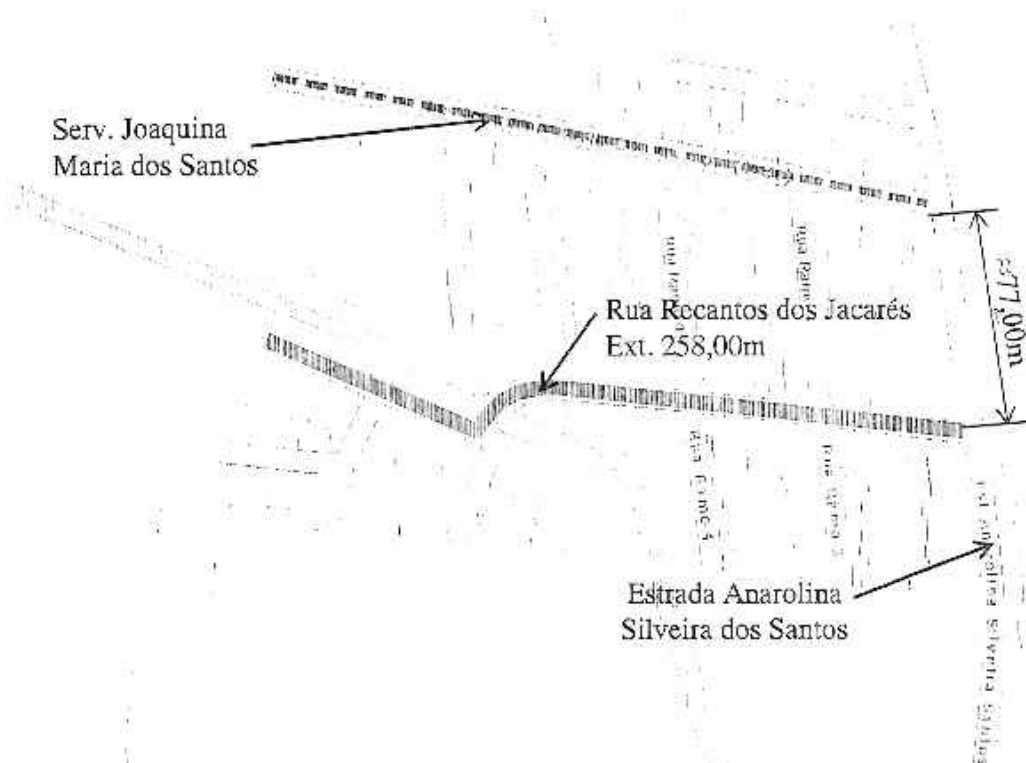 Serv. Joaquina
Maria dos Santos
≈77,00m
Rua Recantos dos Jacarés
Ext. 258,00m
Estrada Anarolina
Silveira dos Santos